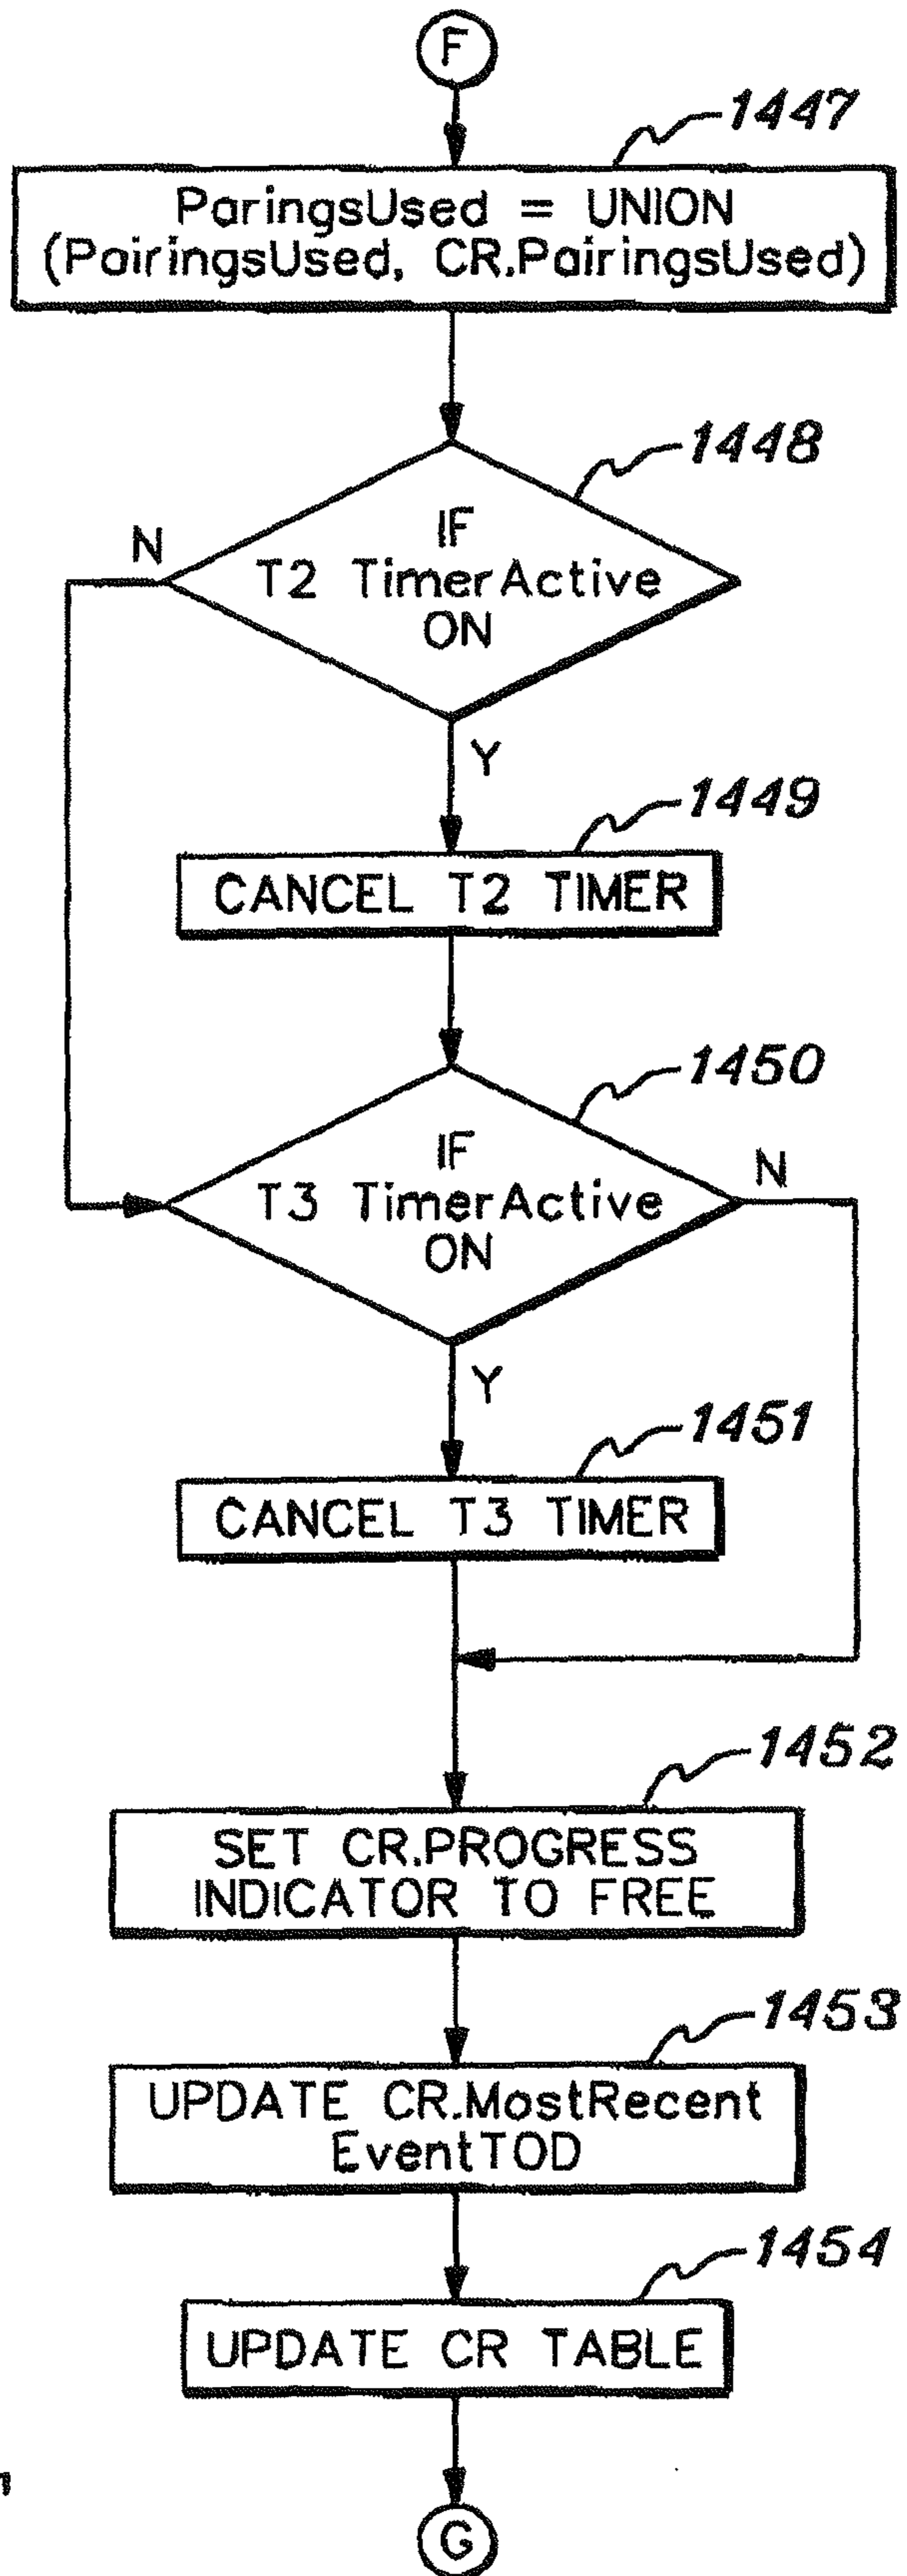 F
1447
ParingsUsed = UNION
(PairingsUsed, CR.PairingsUsed)
1448
IF
N
T2 TimerActive
ON
Y
1449
CANCEL T2 TIMER
1450
IF
N
T3 TimerActive
ON
Y
1451
CANCEL T3 TIMER
1452
SET CR.PROGRESS
INDICATOR TO FREE
1453
UPDATE CR.MostRecent
EventTOD
1454
UPDATE CR TABLE
G